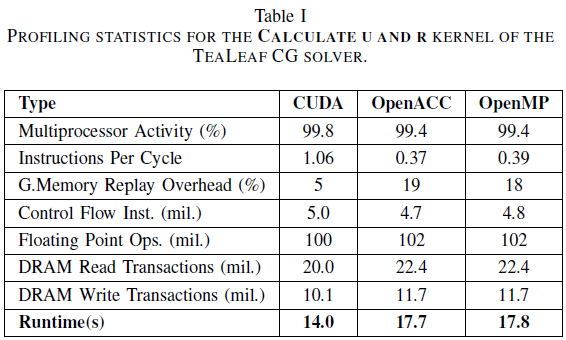 Table I
PROFILING STATISTICS FOR THE CALCULATE U AND R KERNEL OF THE
TEALEAF CG SOLVER.
Type CUDA OpenACC OpenMP
Multiprocessor Activity (%) 99.8 99.4 99.4
Instructions Per Cycle 1.06 0.37 0.39
G.Memory Replay Overhead (%) 5 19 18
Control Flow Inst. (mil.) 5.0 4.7 4.8
Floating Point Ops. (mil.) 100 102 102
DRAM Read Transactions (mil.) 20.0 22.4 22.4
DRAM Write Transactions (mil.) 10.1 11.7 11.7
Runtime(s) 14.0 17.7 17.8